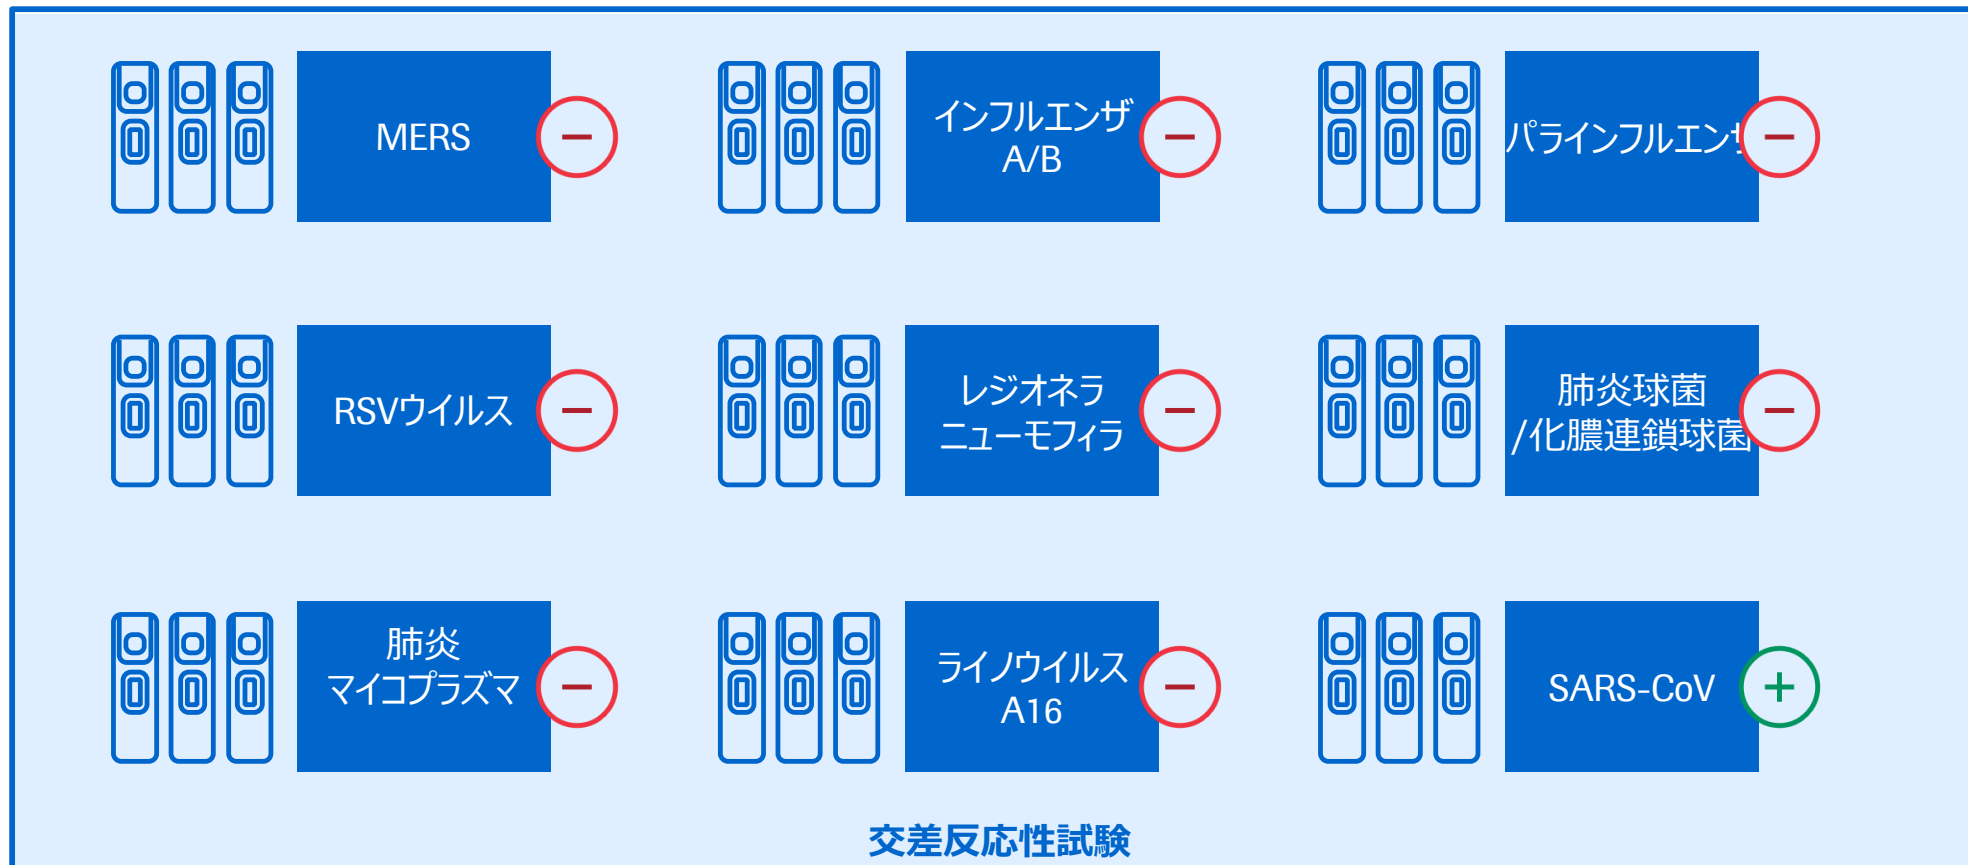 MERS
インフルエンザ
A/B
パラインフルエンザ
RSVウイルス
レジオネラ
ニューモフィラ
肺炎球菌
/化膿連鎖球菌
肺炎
マイコプラズマ
ライノウイルス
A16
SARS-CoV
交差反応性試験